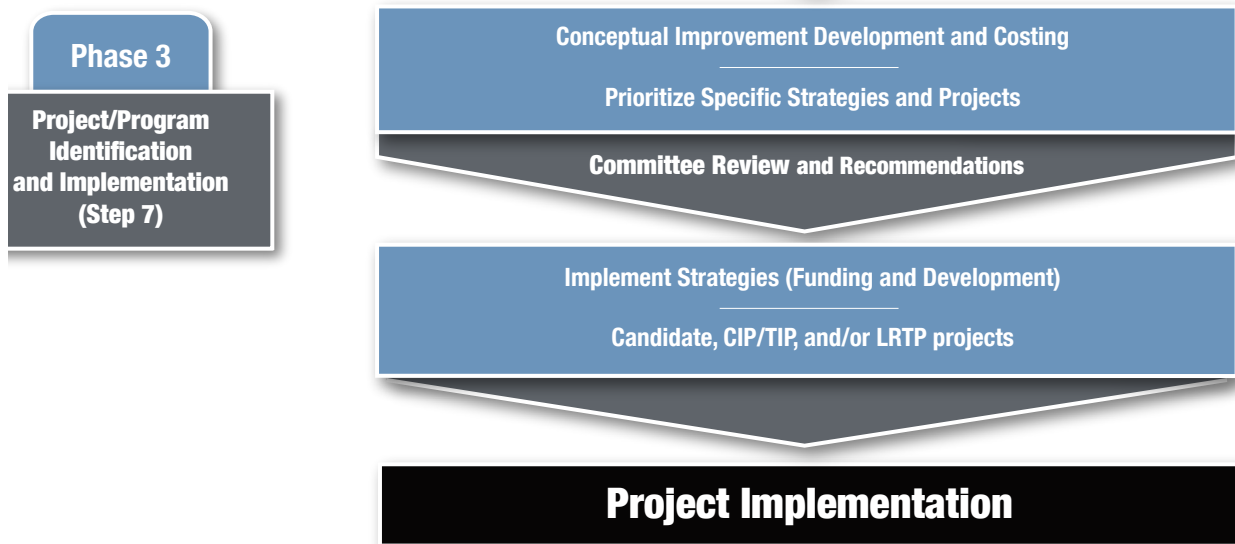 Phase 3
Project/Program
Identification
and Implementation
(Step 7)
Conceptual Improvement Development and Costing
Prioritize Specific Strategies and Projects
Committee Review and Recommendations
Implement Strategies (Funding and Development)
Candidate, CIP/TIP, and/or LRTP projects
Project Implementation